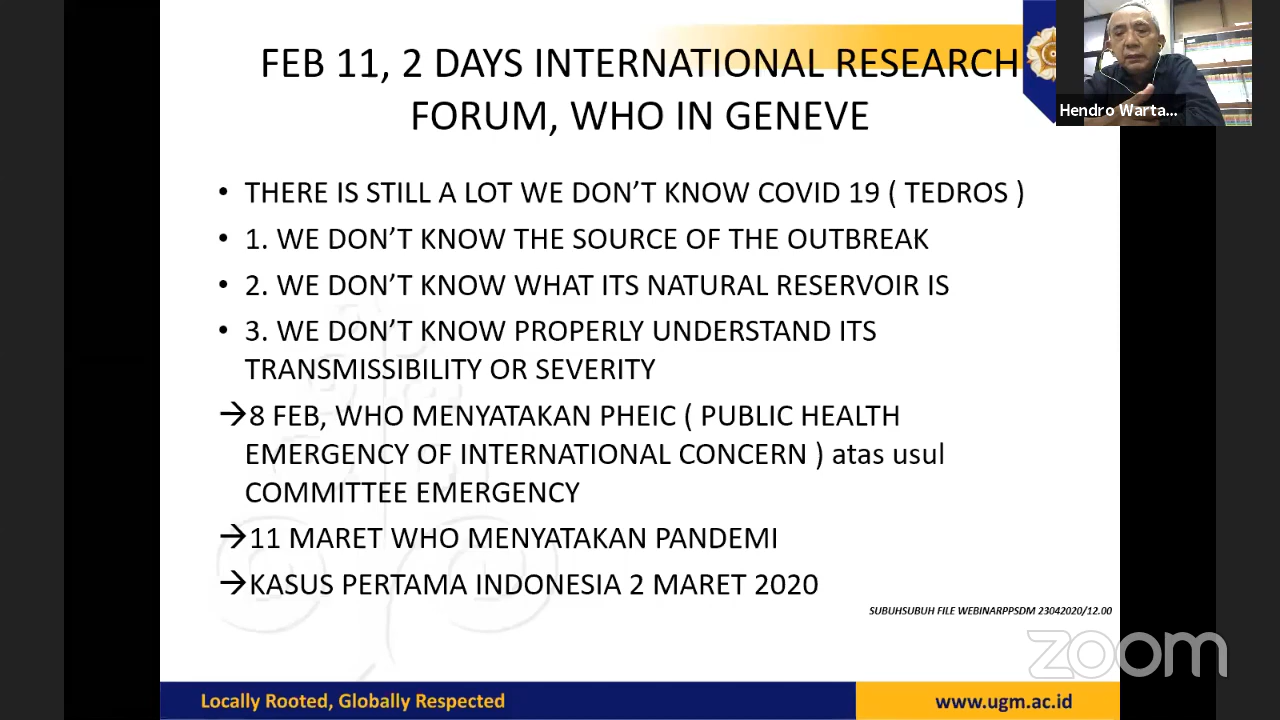 FEB 11, 2 DAYS INTERNATIONAL RESEARCH
FORUM, WHO IN GENEVE
Hendro Warta...
• THERE IS STILL A LOT WE DON’T KNOW COVID 19 ( TEDROS )
• 1. WE DON’T KNOW THE SOURCE OF THE OUTBREAK
• 2. WE DON’T KNOW WHAT ITS NATURAL RESERVOIR IS
• 3. WE DON’T KNOW PROPERLY UNDERSTAND ITS
TRANSMISSIBILITY OR SEVERITY
→8 FEB, WHO MENYATAKAN PHEIC ( PUBLIC HEALTH
EMERGENCY OF INTERNATIONAL CONCERN ) atas usul
COMMITTEE EMERGENCY
→11 MARET WHO MENYATAKAN PANDEMI
→KASUS PERTAMA INDONESIA 2 MARET 2020
SUBUHSUBUH FILE WEBINARPPSDM 23042020/12.00
zoom
Locally Rooted, Globally Respected
www.ugm.ac.id